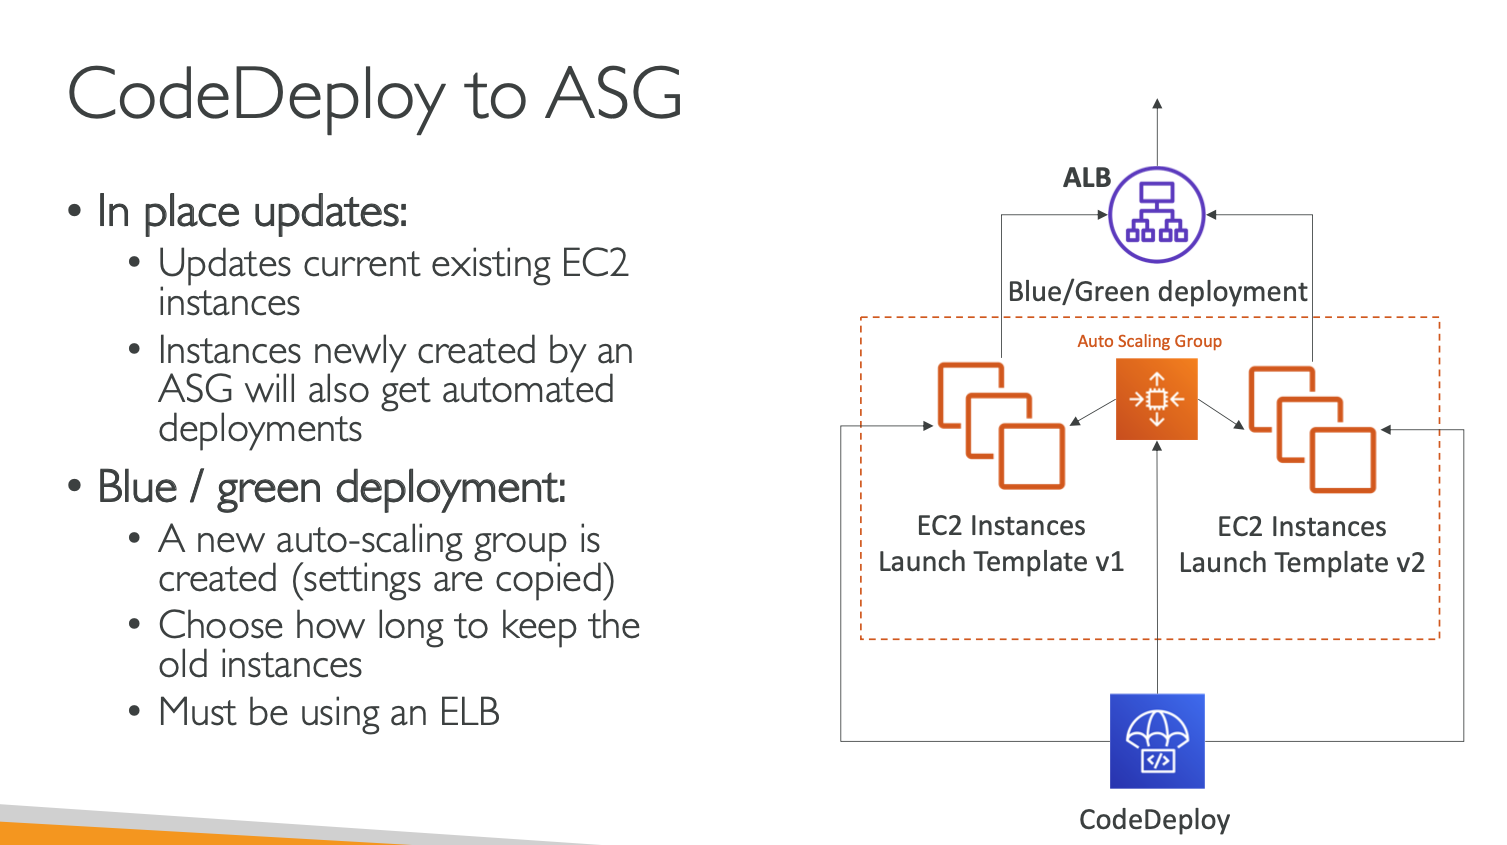 CodeDeploy to ASG
• In place updates:
• Updates current existing EC2
instances
• Instances newly created by an
ASG will also get automated
deployments
• Blue / green deployment:
• A new auto-scaling group is
created (settings are copied)
• Choose how long to keep the
old instances
• Must be using an ELB
ALB
Blue/Green deployment
Auto Scaling Group
EC2 Instances
Launch Template v1
EC2 Instances
Launch Template v2
</>
CodeDeploy